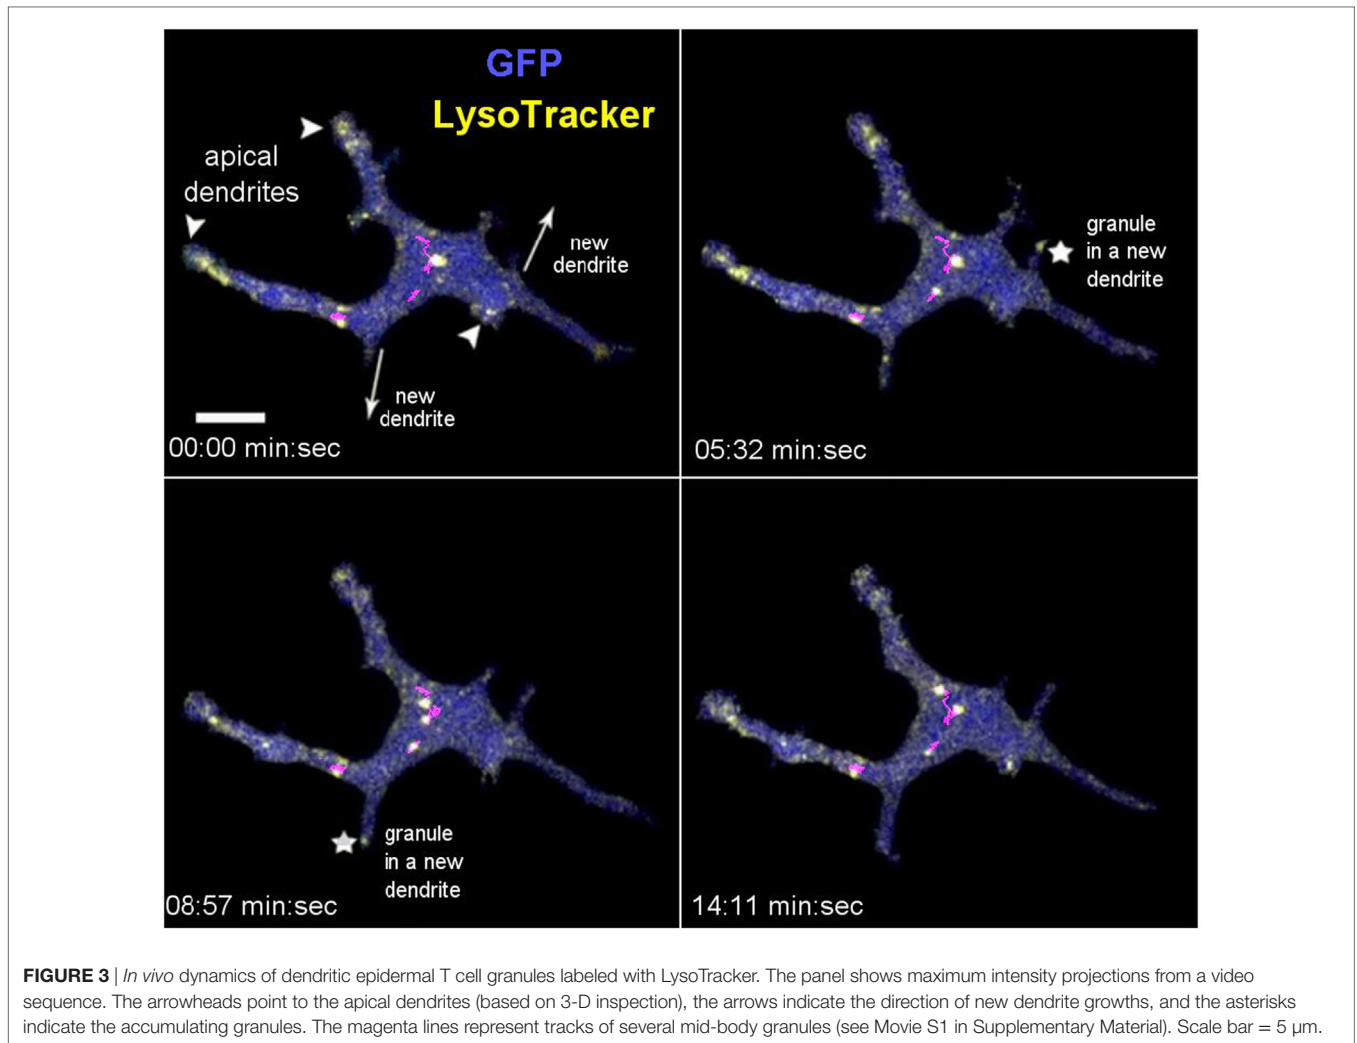 GFP
LysoTracker
apical
dendrites
new
dendrite
new
dendrite
00:00 min:sec
granule
in a new
dendrite
05:32 min:sec
granule
in a new
dendrite
08:57 min:sec
14:11 min:sec
FIGURE 3 | In vivo dynamics of dendritic epidermal T cell granules labeled with LysoTracker. The panel shows maximum intensity projections from a video
sequence. The arrowheads point to the apical dendrites (based on 3-D inspection), the arrows indicate the direction of new dendrite growths, and the asterisks
indicate the accumulating granules. The magenta lines represent tracks of several mid-body granules (see Movie S1 in Supplementary Material). Scale bar = 5 µm.